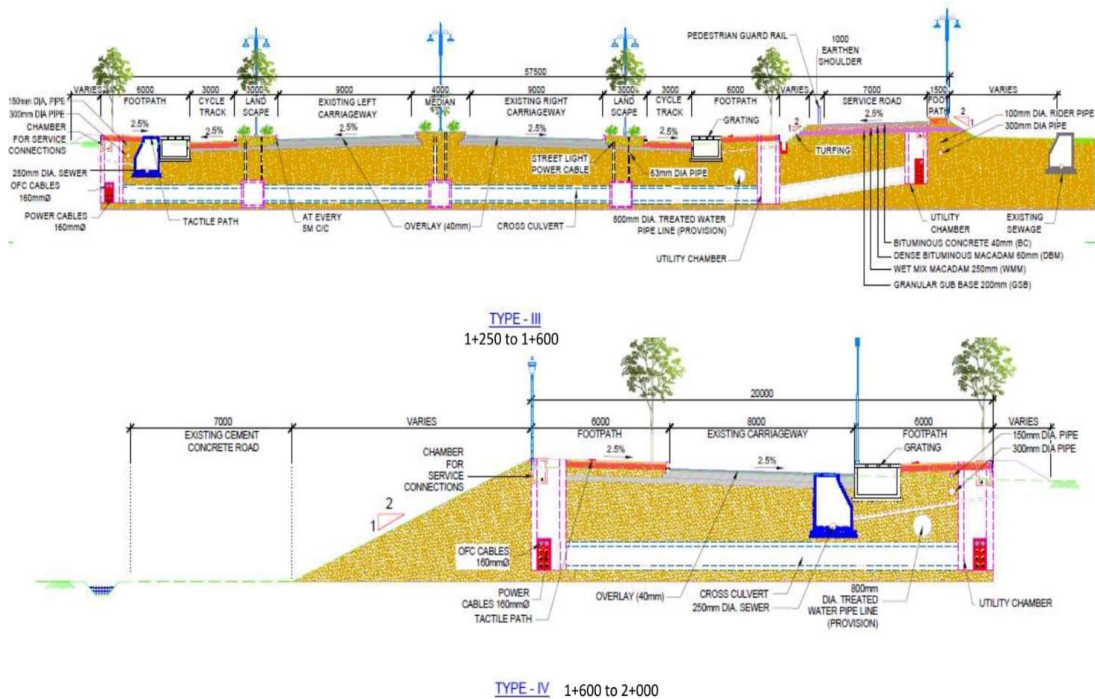 PEDESTRIAN GUARD RAIL
1000
EARTHEN
SHOULDER
57500
VARIES
6000
FOOTPATH
3000
CYCLE
TRACK
3000
LAND
SCAPE
9000
EXISTING LEFT
CARRIAGEWAY
4000
MEDIAN
9000
EXISTING RIGHT
CARRIAGEWAY
3000
LAND
SCAPE
3000
CYCLE
TRACK
6000
FOOTPATH
VARIES
7000
SERVICE ROAD
1500
FOOT
PATH
VARIES
150mm DIA. PIPE
300mm DIA PIPE
CHAMBER
FOR SERVICE
CONNECTIONS
250mm DIA. SEWER
OFC CABLES
160mmØ
POWER CABLES
160mmØ
2.5%
2.5%
2.5%
2.5%
2.5%
2.5%
GRATING
2
1
2
1
TURFING
100mm DIA. RIDER PIPE
300mm DIA PIPE
STREET LIGHT
POWER CABLE
63mm DIA PIPE
TACTILE PATH
AT EVERY
5M C/C
OVERLAY (40mm)
CROSS CULVERT
600mm DIA. TREATED WATER
PIPE LINE (PROVISION)
UTILITY CHAMBER
UTILITY
CHAMBER
EXISTING
SEWAGE
BITUMINOUS CONCRETE 40mm (BC)
DENSE BITUMINOUS MACADAM 60mm (DBM)
WET MIX MACADAM 250mm (WMM)
GRANULAR SUB BASE 200mm (GSB)
TYPE - III
1+250 to 1+600
20000
7000
EXISTING CEMENT
CONCRETE ROAD
VARIES
6000
FOOTPATH
8000
EXISTING CARRIAGEWAY
6000
FOOTPATH
VARIES
GRATING
150mm DIA. PIPE
300mm DIA PIPE
2.5%
2.5%
CHAMBER
FOR
SERVICE
CONNECTIONS
2
1
OFC CABLES
160mmØ
POWER
CABLES 160mmØ
TACTILE PATH
OVERLAY (40mm)
CROSS CULVERT
250mm DIA. SEWER
800mm
DIA. TREATED
WATER PIPE LINE
(PROVISION)
UTILITY CHAMBER
TYPE - IV 1+600 to 2+000